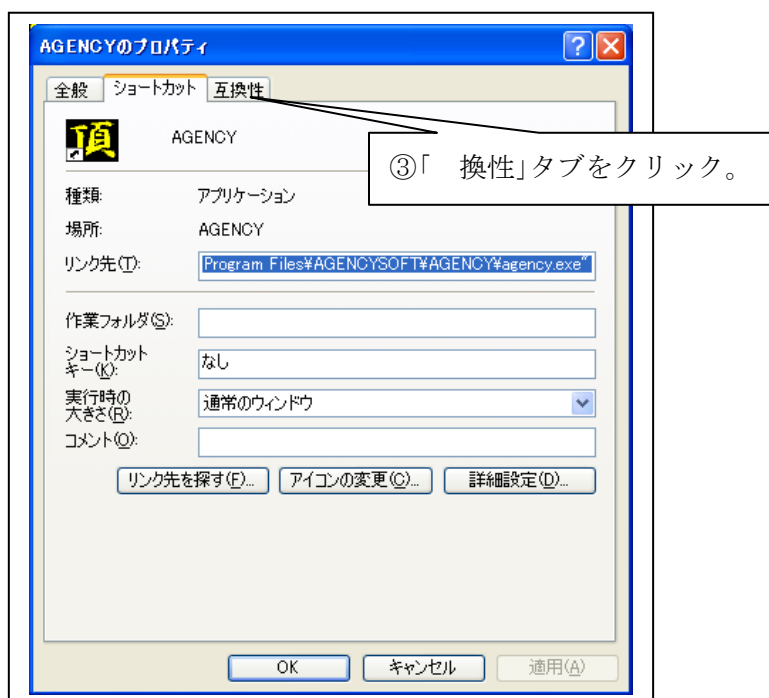 AGENCYのプロパティ
全般 ショートカット 互換性
頂 AGENCY
③「 換性」タブをクリック。
種類: アプリケーション
場所: AGENCY
リンク先(T): Program Files¥AGENCYSOFT¥AGENCY¥agency.exe"
作業フォルダ(S):
ショートカット
キー(K): なし
実行時の
大きさ(R): 通常のウィンドウ
コメント(O):
リンク先を探す(F)... アイコンの変更(C)... 詳細設定(D)...
OK キャンセル 適用(A)